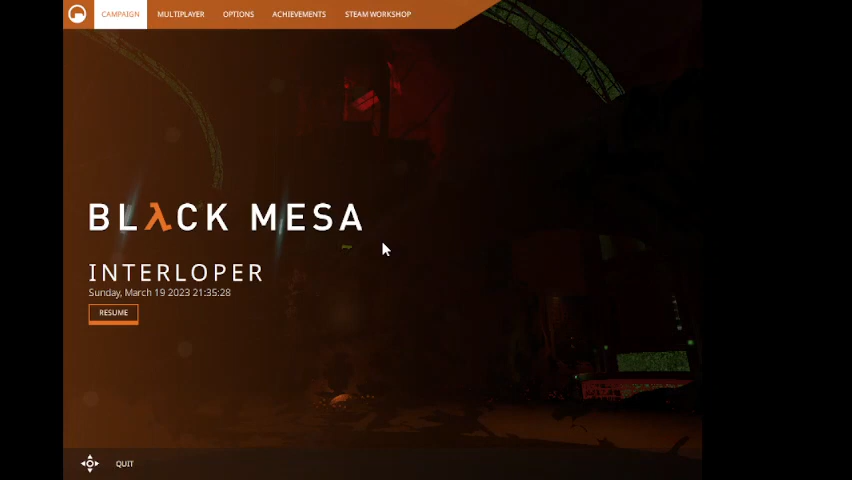 CAMPAIGN MULTIPLAYER OPTIONS ACHIEVEMENTS STEAM WORKSHOP
BLλCK MESA
INTERLOPER
Sunday, March 19 2023 21:35:28
RESUME
QUIT